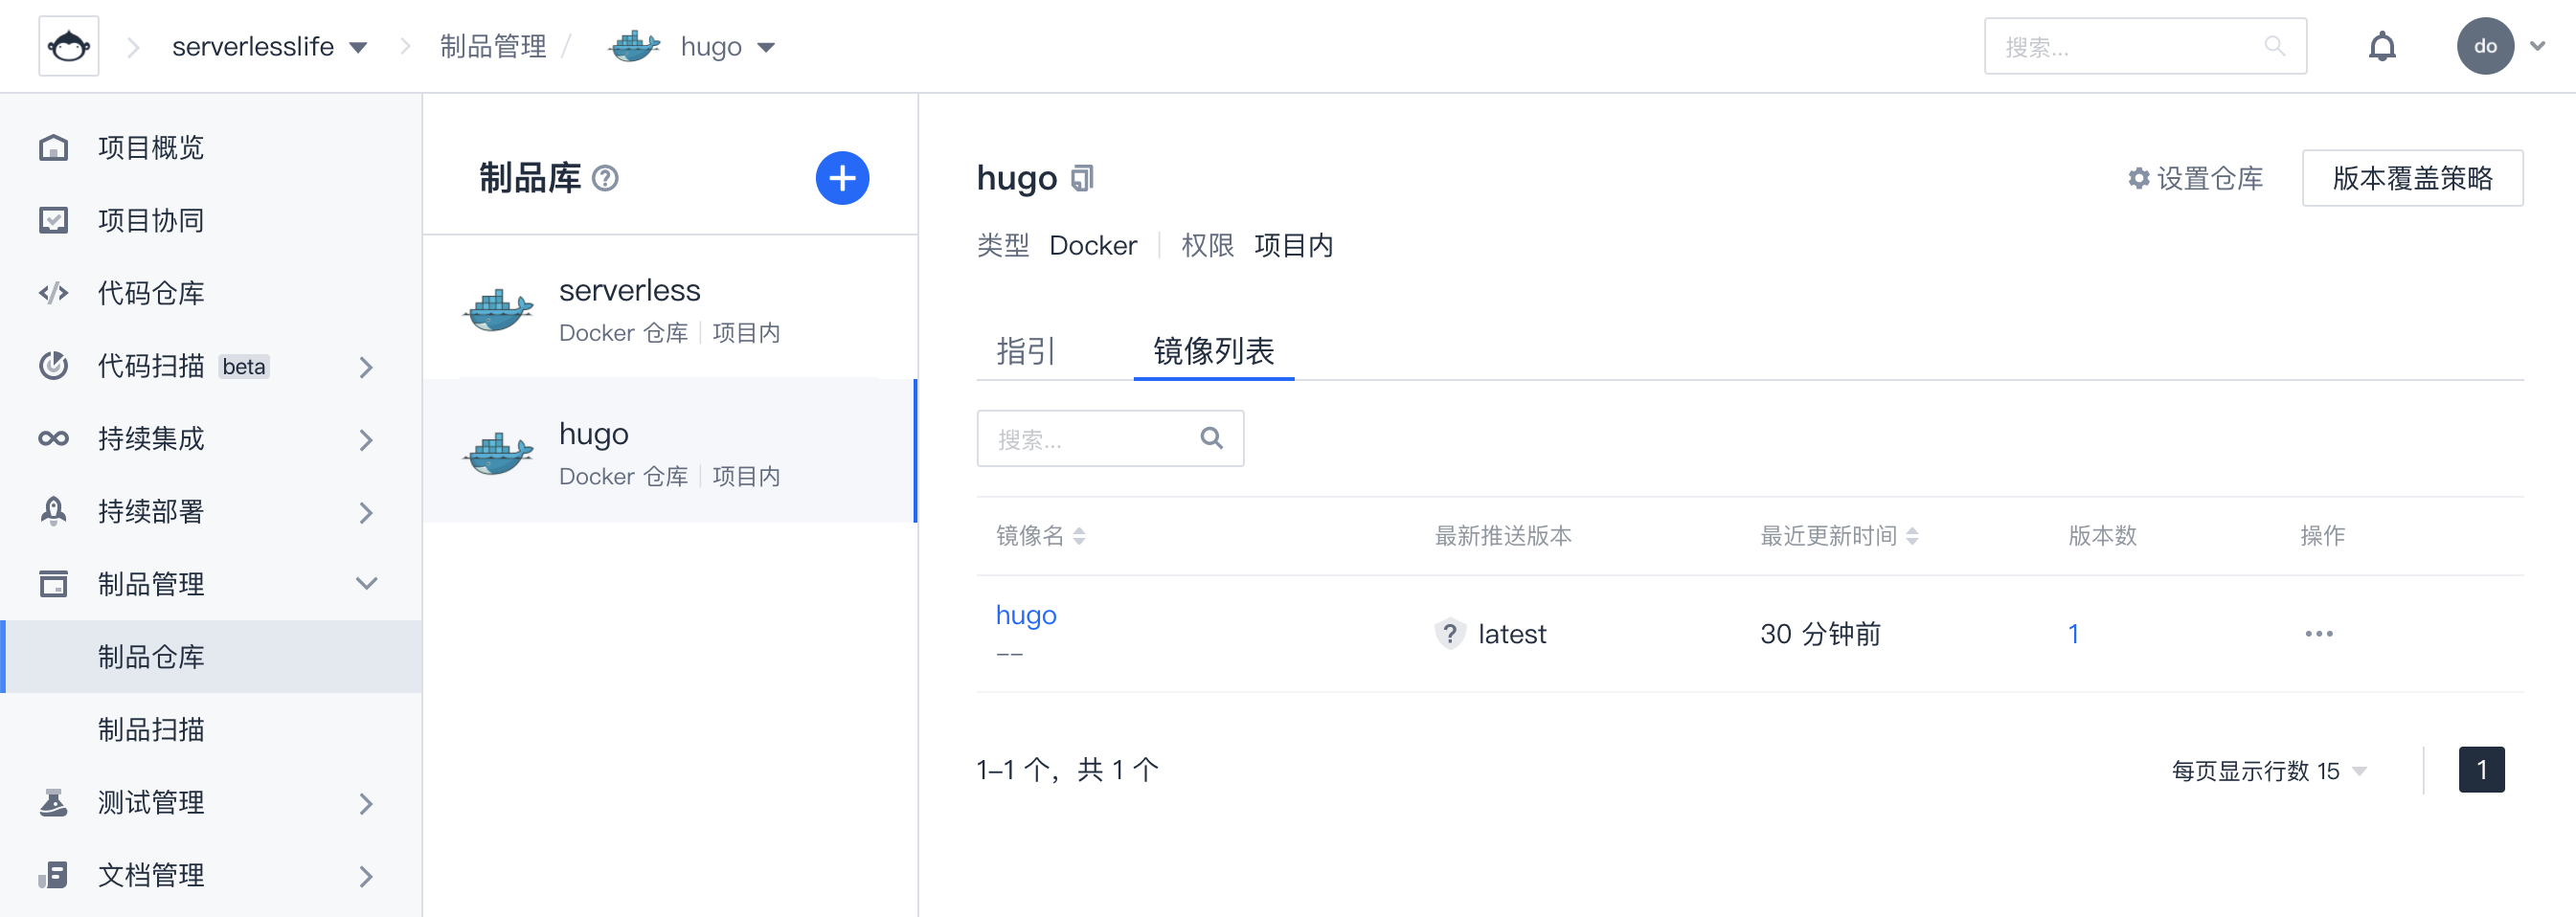 serverlesslife
制品管理 / hugo
搜索...
do
项目概览
项目协同
代码仓库
代码扫描 beta
持续集成
持续部署
制品管理
制品仓库
制品扫描
测试管理
文档管理
制品库 ?
serverless
Docker 仓库 项目内
hugo
Docker 仓库 项目内
hugo
设置仓库
版本覆盖策略
类型 Docker 权限 项目内
指引 镜像列表
搜索...
镜像名 最新推送版本 最近更新时间 版本数 操作
hugo ? latest 30 分钟前 1 ...
--
1-1 个，共 1 个
每页显示行数 15
1